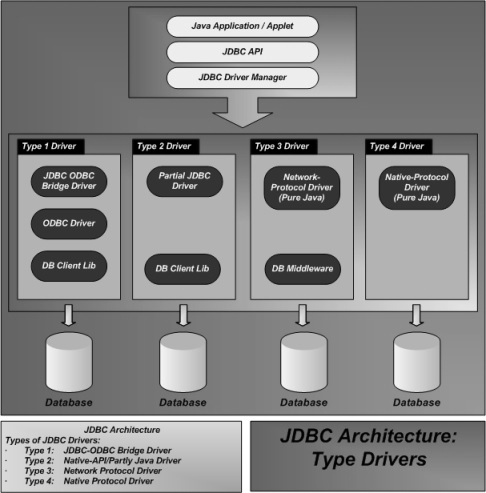 Java Application / Applet
JDBC API
JDBC Driver Manager
Type 1 Driver
JDBC ODBC
Bridge Driver
ODBC Driver
DB Client Lib
Database
Type 2 Driver
Partial JDBC
Driver
DB Client Lib
Database
Type 3 Driver
Network-
Protocol Driver
(Pure Java)
DB Middleware
Database
Type 4 Driver
Native-Protocol
Driver
(Pure Java)
Database
JDBC Architecture
Types of JDBC Drivers:
· Type 1: JDBC-ODBC Bridge Driver
· Type 2: Native-API/Partly Java Driver
· Type 3: Network Protocol Driver
· Type 4: Native Protocol Driver
JDBC Architecture:
Type Drivers